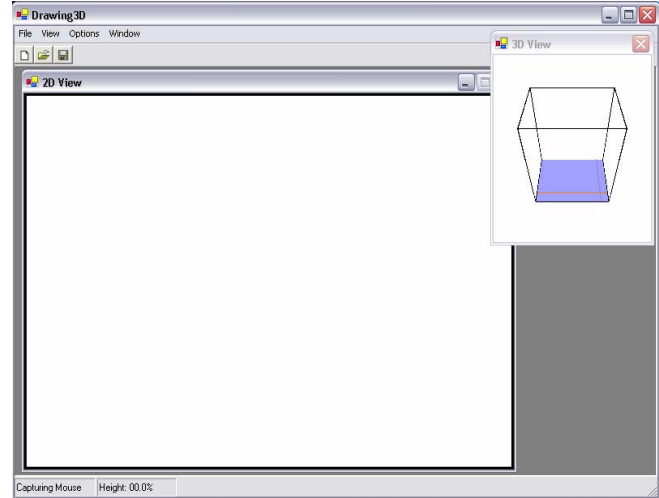 Drawing3D
File View Options Window
3D View
2D View
Capturing Mouse Height: 00.0%